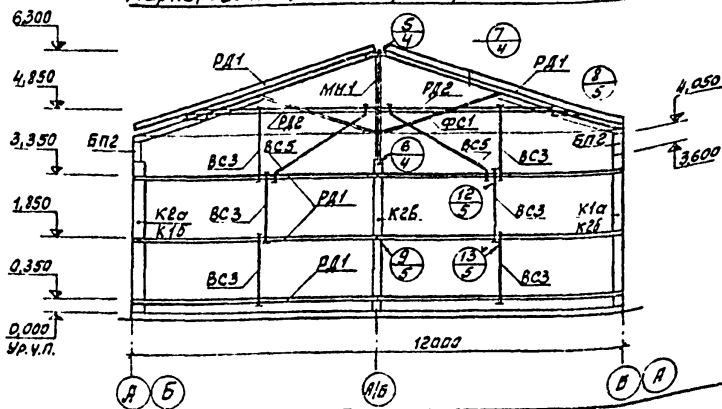 6,300
5
4
7
4
РД1
РД1
8
5
4,850
МН1
РД2
4,050
РД2
ФС1
БП2
БП2
3,350
ВС3
ВС5
6
4
ВС5
ВС3
3,600
12
5
1,850
К2а
К1б
ВС3
РД1
К2б.
ВС3
К1а
К2б
0,350
ВС3
РД1
9
5
13
5
ВС3
0,000
Ур.ч.п.
12000
А
Б
А/Б
В
А